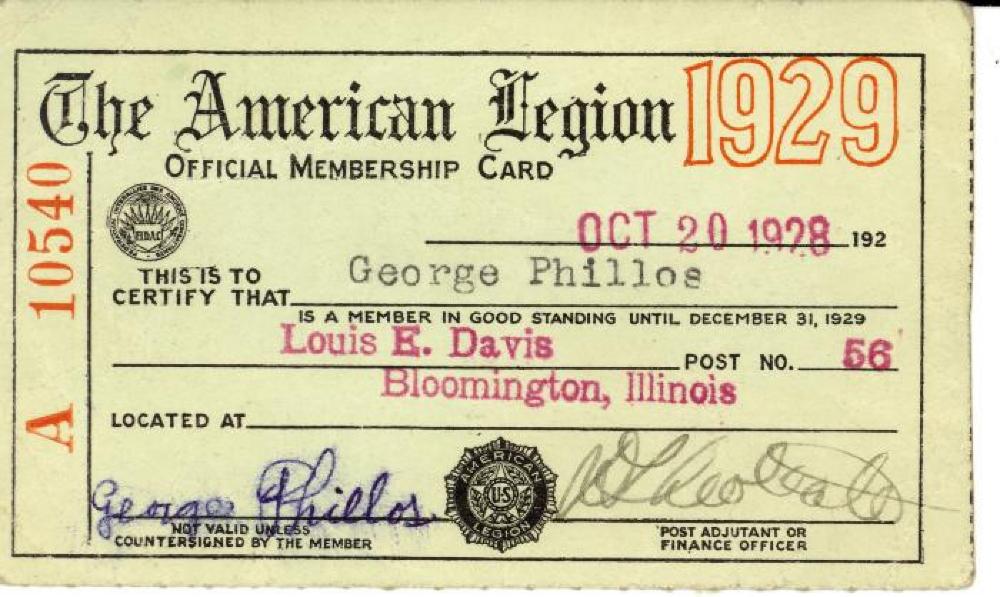 The American Legion 1929
OFFICIAL MEMBERSHIP CARD
A 10540
FIDAC
OCT 20 1928 192
THIS IS TO
CERTIFY THAT George Phillos
IS A MEMBER IN GOOD STANDING UNTIL DECEMBER 31, 1929
Louis E. Davis POST NO. 56
Bloomington, Illinois
LOCATED AT
George Phillos
NOT VALID UNLESS
COUNTERSIGNED BY THE MEMBER
AMERICAN
US
LEGION
POST ADJUTANT OR
FINANCE OFFICER